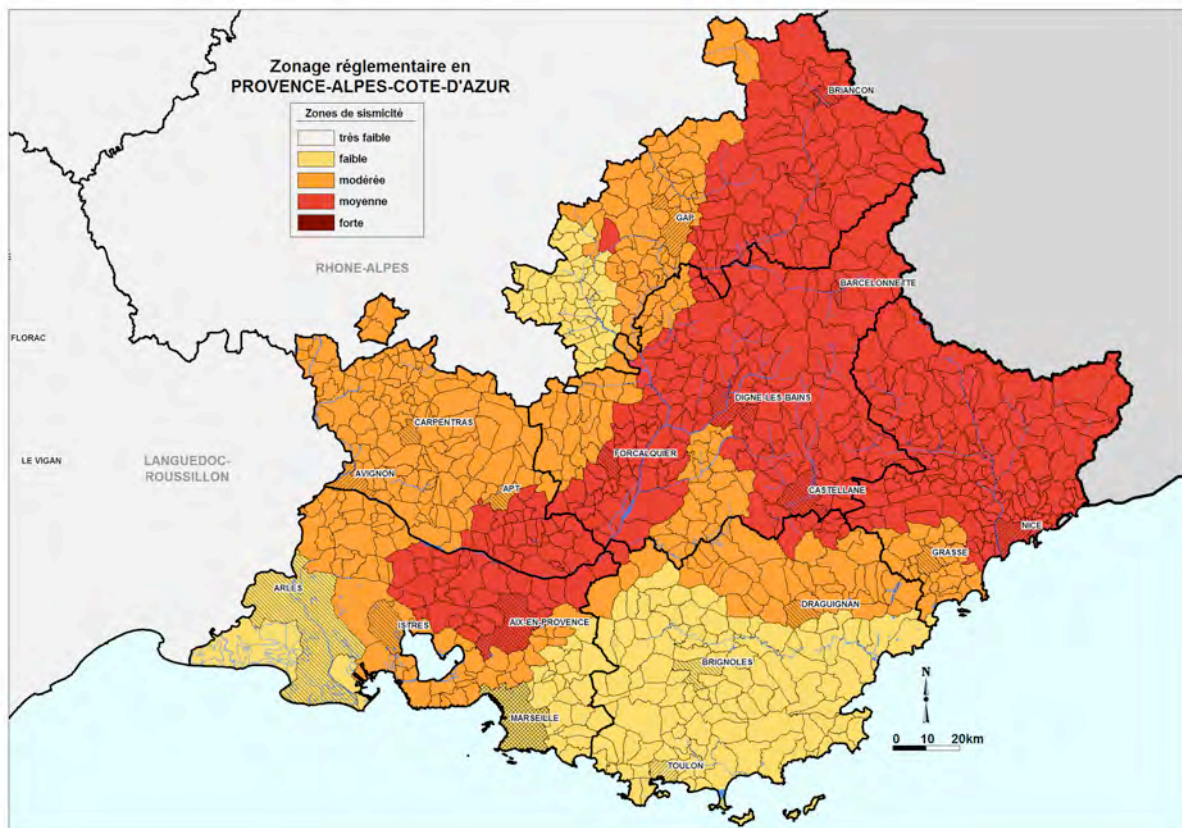 Zonage réglementaire en
PROVENCE-ALPES-COTE-D'AZUR
Zones de sismicité
très faible
faible
modérée
moyenne
forte
BRIANCON
GAP
RHONE-ALPES
BARCELONNETTE
FLORAC
DIGNE-LES-BAINS
CARPENTRAS
FORCALQUIER
LE VIGAN
LANGUEDOC-
ROUSSILLON
AVIGNON
APT
CASTELLANE
NICE
GRASSE
ARLES
DRAGUIGNAN
ISTRES
AIX-EN-PROVENCE
BRIGNOLES
N
MARSEILLE
0 10 20km
TOULON